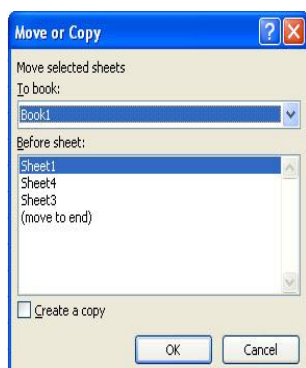 Move or Copy
Move selected sheets
To book:
Book1
Before sheet:
Sheet1
Sheet4
Sheet3
(move to end)
Create a copy
OK Cancel